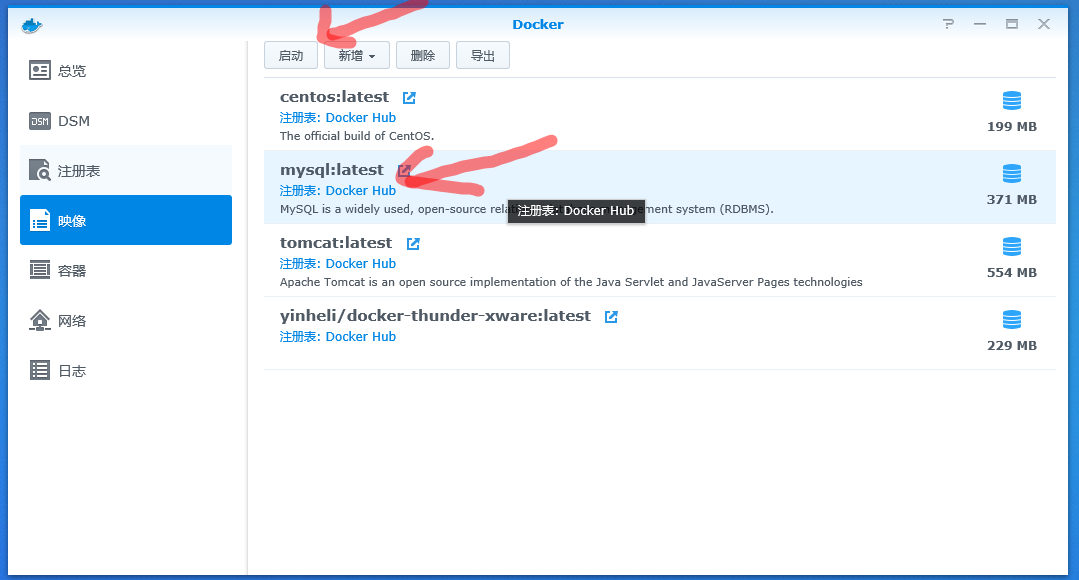 Docker
总览
DSM
DSM
注册表
映像
容器
网络
日志
启动 新增 删除 导出
centos:latest
注册表: Docker Hub
The official build of CentOS.
199 MB
mysql:latest
注册表: Docker Hub
MySQL is a widely used, open-source rela ement system (RDBMS).
注册表: Docker Hub
371 MB
tomcat:latest
注册表: Docker Hub
Apache Tomcat is an open source implementation of the Java Servlet and JavaServer Pages technologies
554 MB
yinheli/docker-thunder-xware:latest
注册表: Docker Hub
229 MB